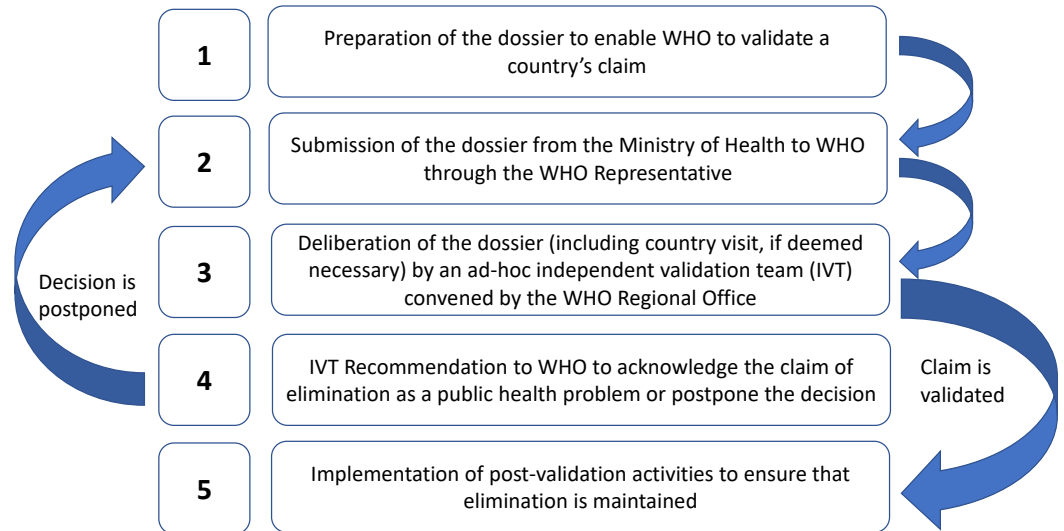 1
Preparation of the dossier to enable WHO to validate a
country’s claim
2
Submission of the dossier from the Ministry of Health to WHO
through the WHO Representative
3
Deliberation of the dossier (including country visit, if deemed
necessary) by an ad-hoc independent validation team (IVT)
convened by the WHO Regional Office
Decision is
postponed
4
IVT Recommendation to WHO to acknowledge the claim of
elimination as a public health problem or postpone the decision
Claim is
validated
5
Implementation of post-validation activities to ensure that
elimination is maintained